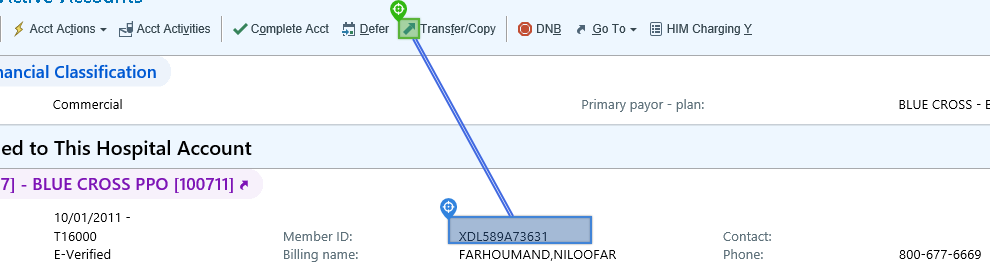 Active Accounts
Acct Actions Acct Activities Complete Acct Defer Transfer/Copy DNB Go To HIM Charging Y
nancial Classification
Commercial Primary payor - plan: BLUE CROSS -
ed to This Hospital Account
7] - BLUE CROSS PPO [100711]
10/01/2011 -
T16000 Member ID: XDL589A73631 Contact:
E-Verified Billing name: FARHOUMAND,NILOOFAR Phone: 800-677-6669